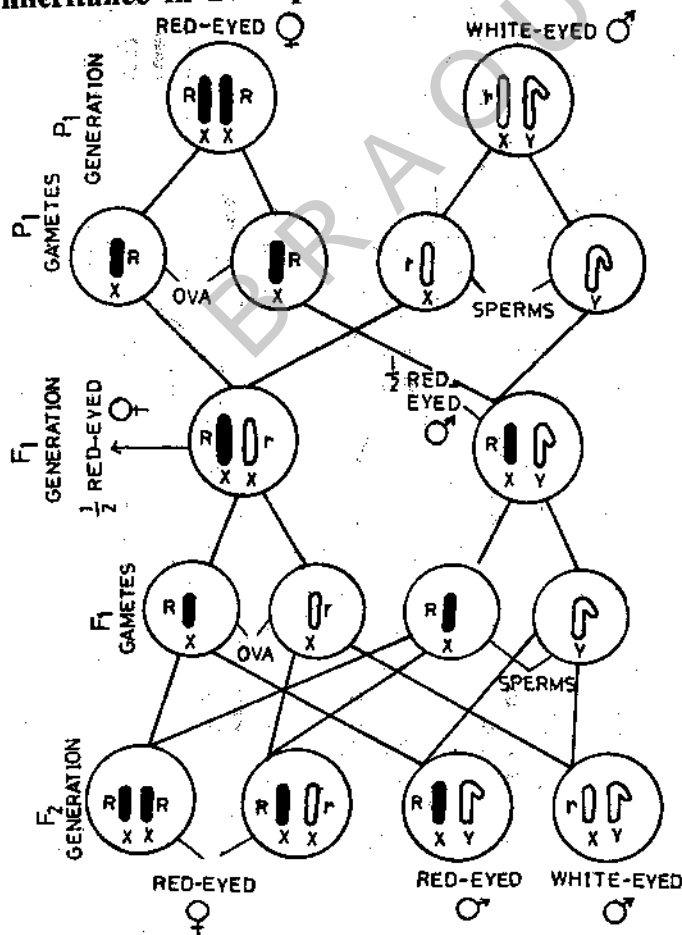 RED-EYED ♀
WHITE-EYED ♂
P1 GENERATION
R R
X X
r
X Y
P1 GAMETES
R
X
OVA
R
X
r
X
SPERMS
Y
F1 GENERATION
1/2 RED-EYED ♀
R r
X X
1/2 RED
EYED
♂
R
X Y
F1 GAMETES
R
X
OVA
r
X
R
X
SPERMS
Y
F2 GENERATION
R R
X X
R r
X X
R
X Y
r
X Y
RED-EYED
♀
RED-EYED
♂
WHITE-EYED
♂
BRAOU